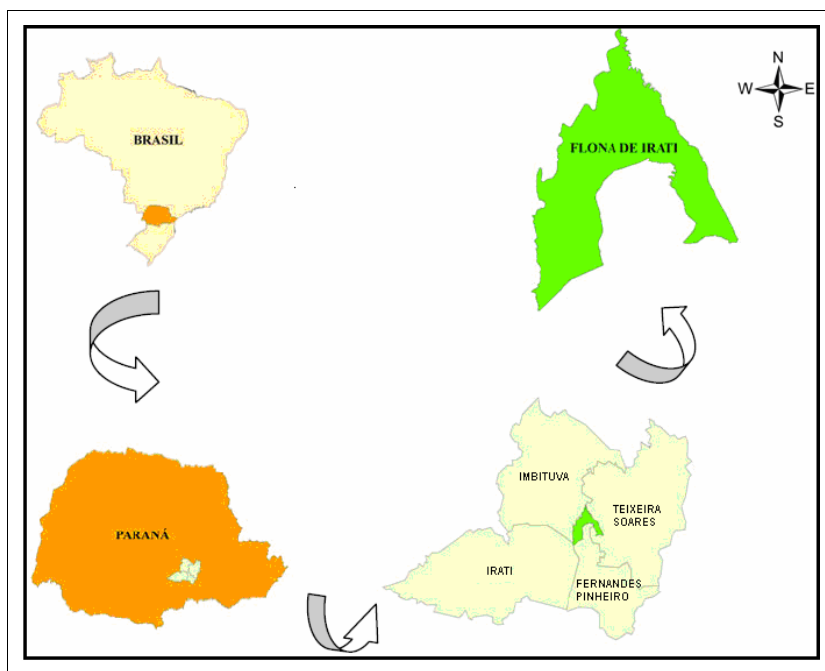 BRASIL
FLONA DE IRATI
N
W E
S
PARANÁ
IMBITUVA
TEIXEIRA
SOARES
IRATI
FERNANDES
PINHEIRO